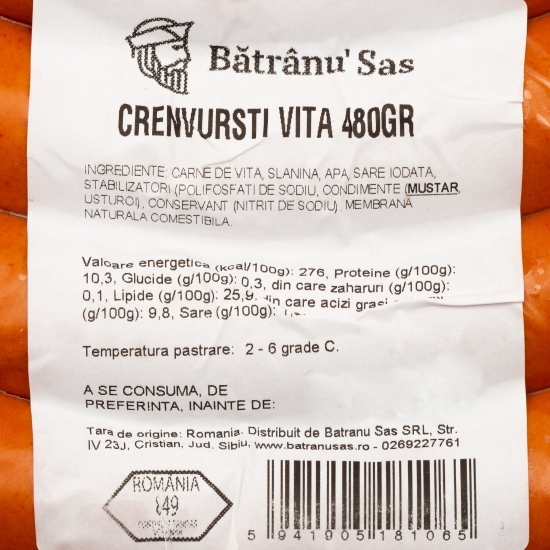 Bătrânu' Sas
CRENVURSTI VITA 480GR
INGREDIENTE: CARNE DE VITA, SLANINA, APA, SARE IODATA,
STABILIZATORI (POLIFOSFATI DE SODIU, CONDIMENTE (MUSTAR,
USTUROI), CONSERVANT (NITRIT DE SODIU). MEMBRANA
NATURALA COMESTIBILA.
Valoare energetica (kcal/100g): 276, Proteine (g/100g):
10,3, Glucide (g/100g): 0,3, din care zaharuri (g/100g):
0,1, Lipide (g/100g): 25,9, din care acizi grasi
(g/100g): 9,8, Sare (g/100g):
Temperatura pastrare: 2 - 6 grade C.
A SE CONSUMA, DE
PREFERINTA, INAINTE DE:
Tara de origine: Romania. Distribuit de Batranu Sas SRL, Str.
IV 23J, Cristian, Jud. Sibiu, www.batranusas.ro - 0269227761
ROMÂNIA
5 941905 181065